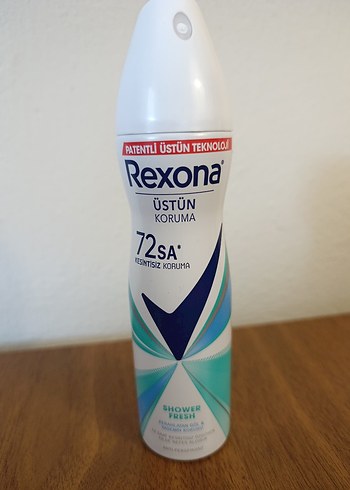 PATENTLİ ÜSTÜN TEKNOLOJİ
Rexona®
ÜSTÜN
KORUMA
72SA*
KESİNTİSİZ KORUMA
SHOWER
FRESH